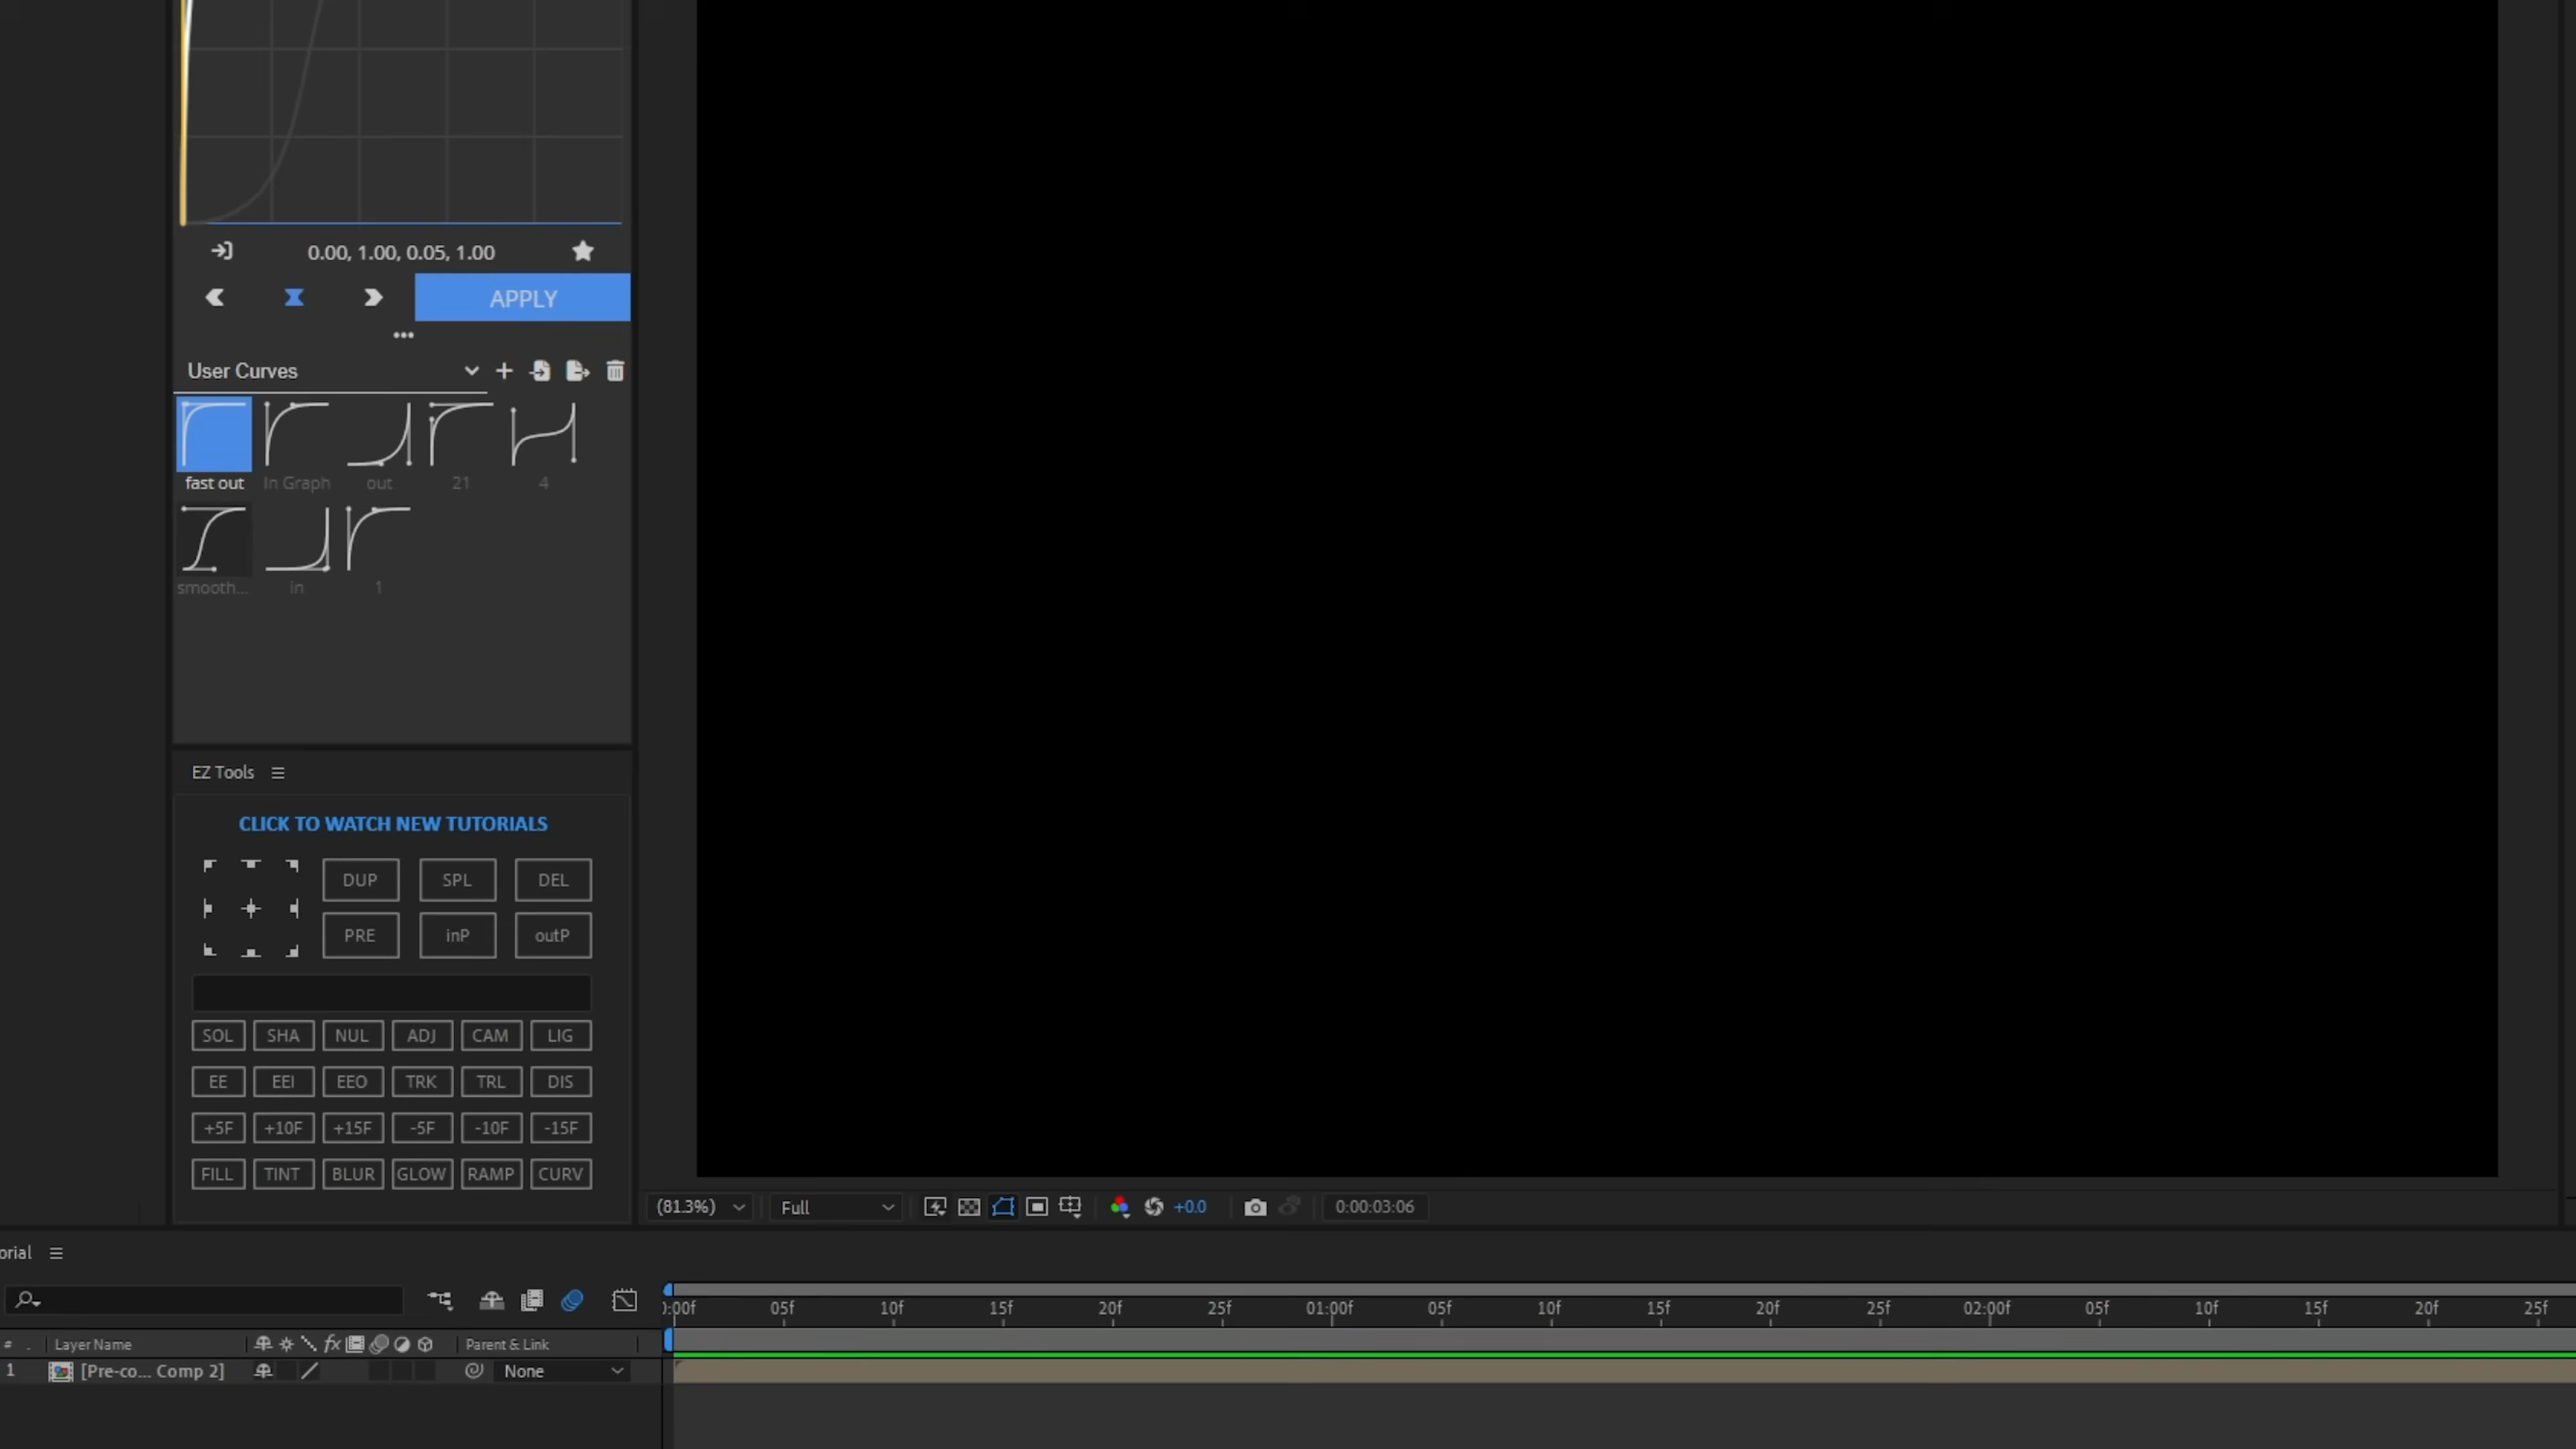 0.00, 1.00, 0.05, 1.00
APPLY
User Curves
fast out In Graph out 21 4
smooth... in 1
EZ Tools
CLICK TO WATCH NEW TUTORIALS
DUP SPL DEL
PRE inP outP
SOL SHA NUL ADJ CAM LIG
EE EEI EEO TRK TRL DIS
+5F +10F +15F -5F -10F -15F
FILL TINT BLUR GLOW RAMP CURV
(81.3%) Full +0.0 0:00:03:06
orial
):00f 05f 10f 15f 20f 25f 01:00f 05f 10f 15f 20f 25f 02:00f 05f 10f 15f 20f 25f
# . Layer Name fx Parent & Link
1 [Pre-co... Comp 2] None